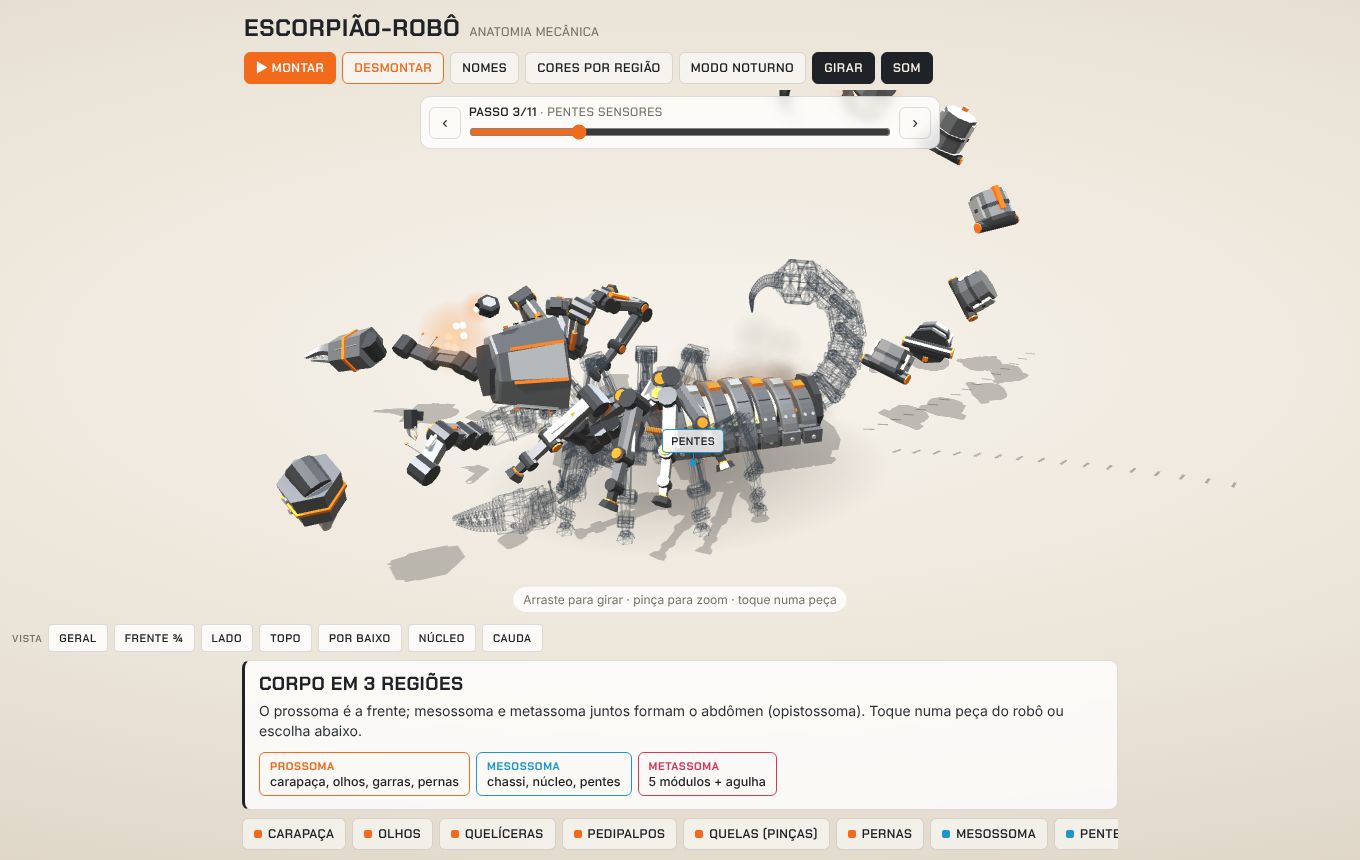 ESCORPIÃO-ROBÔ ANATOMIA MECÂNICA
▶ MONTAR DESMONTAR NOMES CORES POR REGIÃO MODO NOTURNO GIRAR SOM
‹ PASSO 3/11 · PENTES SENSORES ›
PENTES
Arraste para girar · pinça para zoom · toque numa peça
VISTA GERAL FRENTE ¾ LADO TOPO POR BAIXO NÚCLEO CAUDA
CORPO EM 3 REGIÕES
O prossoma é a frente; mesossoma e metassoma juntos formam o abdômen (opistossoma). Toque numa peça do robô ou
escolha abaixo.
PROSSOMA MESOSSOMA METASSOMA
carapaça, olhos, garras, pernas chassi, núcleo, pentes 5 módulos + agulha
CARAPAÇA OLHOS QUELÍCERAS PEDIPALPOS QUELAS (PINÇAS) PERNAS MESOSSOMA PENTE